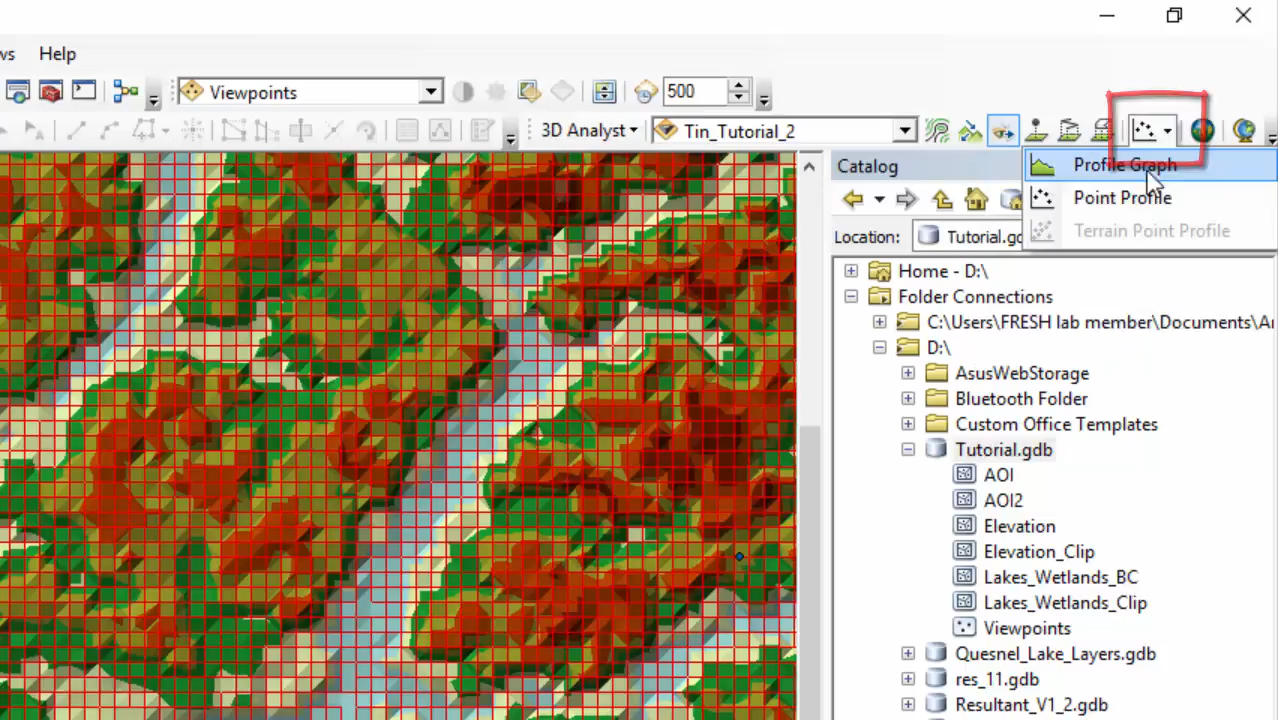 ws Help
Viewpoints 500
3D Analyst Tin_Tutorial_2
Catalog
Profile Graph
Point Profile
Terrain Point Profile
Location: Tutorial.gd
Home - D:\
Folder Connections
C:\Users\FRESH lab member\Documents\Ar
D:\
AsusWebStorage
Bluetooth Folder
Custom Office Templates
Tutorial.gdb
AOI
AOI2
Elevation
Elevation_Clip
Lakes_Wetlands_BC
Lakes_Wetlands_Clip
Viewpoints
Quesnel_Lake_Layers.gdb
res_11.gdb
Resultant_V1_2.gdb